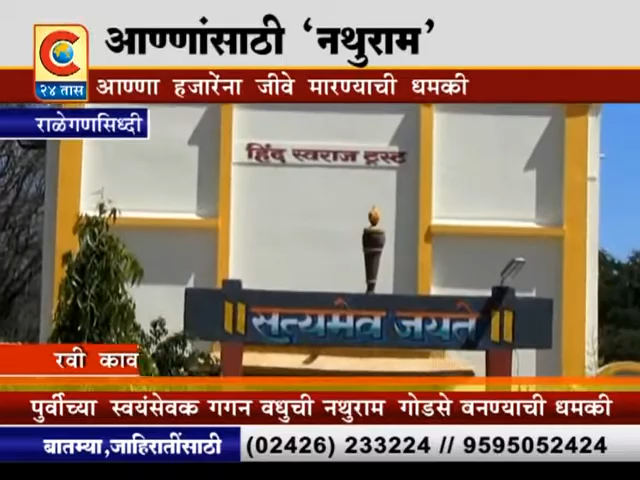 आण्णांसाठी ‘नथुराम’
२४ तास
आण्णा हजारेंना जीवे मारण्याची धमकी
राळेगणसिध्दी
हिंद स्वराज ट्रस्ट
सत्यमेव जयते
रवी काव
पुर्वीच्या स्वयंसेवक गगन वधुची नथुराम गोडसे बनण्याची धमकी
बातम्या,जाहिरातींसाठी (02426) 233224 // 9595052424